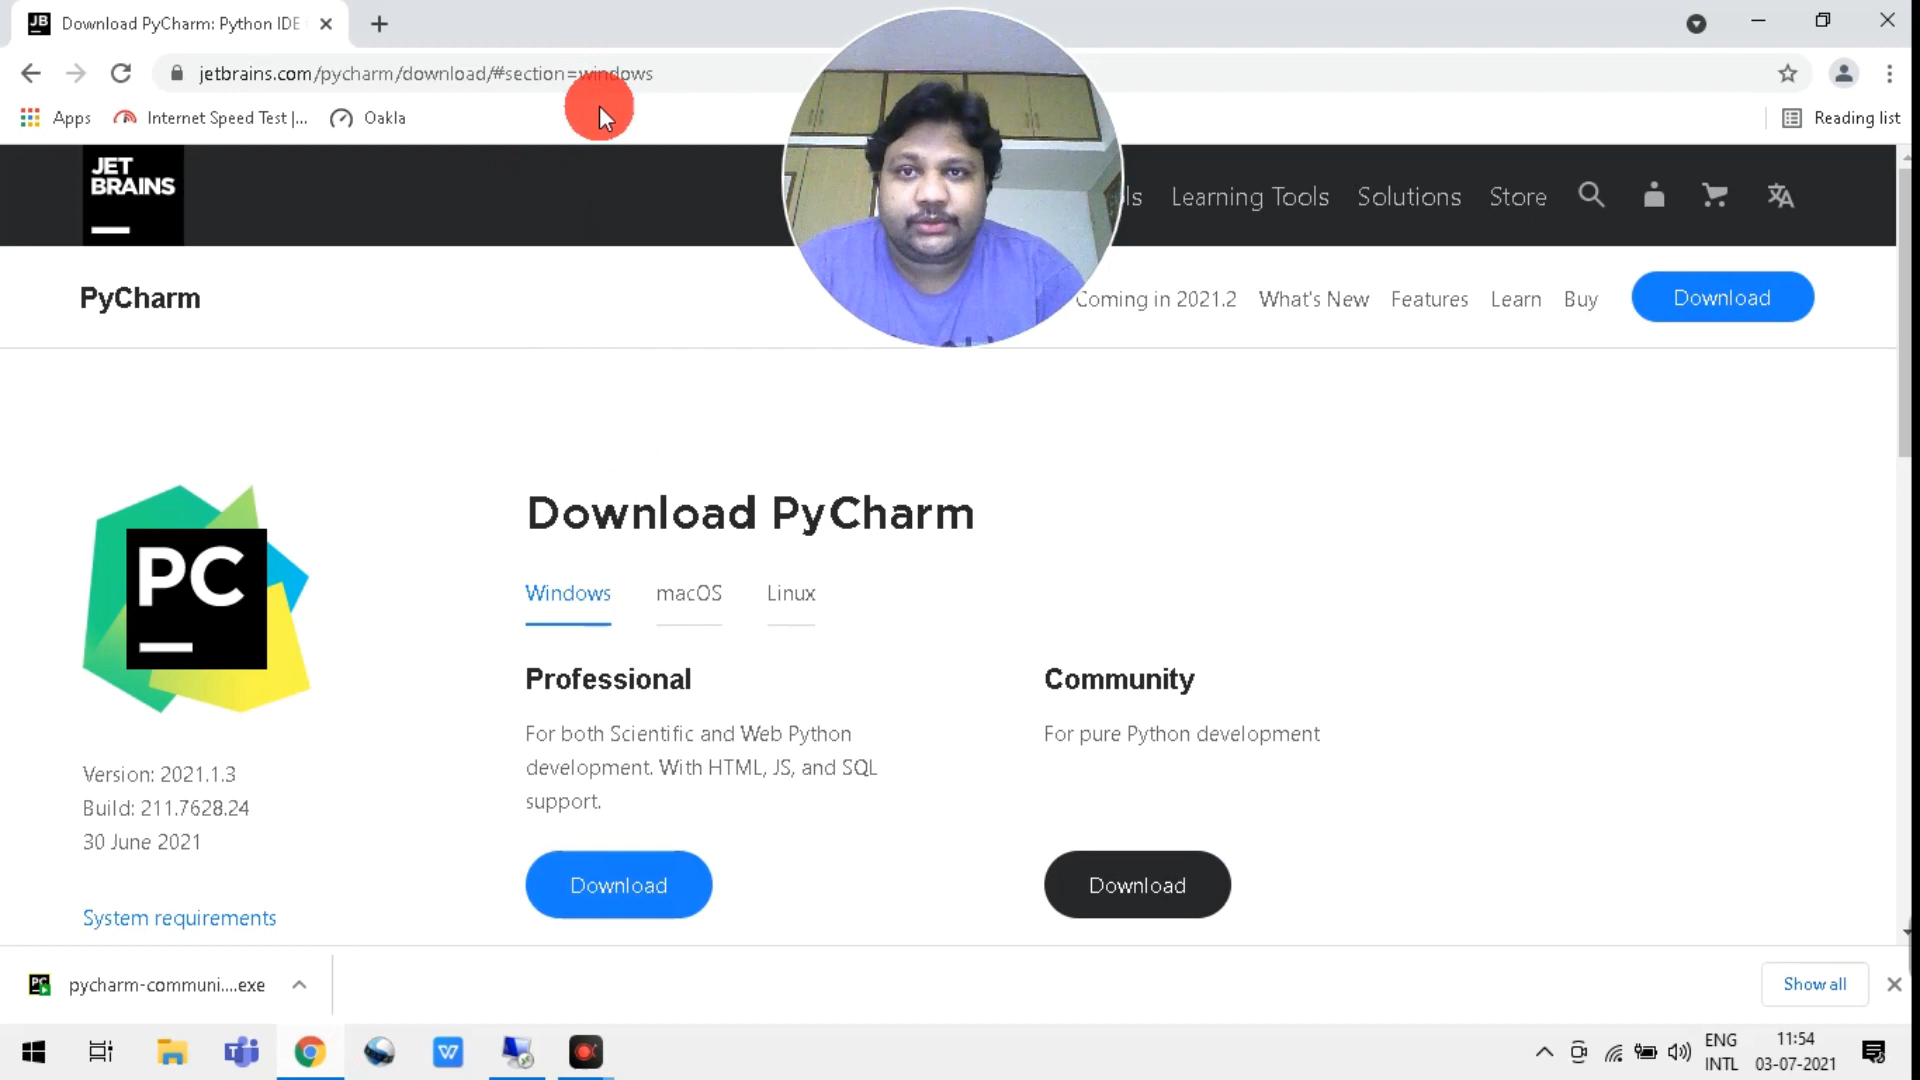 JB Download PyCharm: Python IDE
jetbrains.com/pycharm/download/#section=windows
Apps Internet Speed Test |... Oakla Reading list
JET
BRAINS
Learning Tools Solutions Store
PyCharm Coming in 2021.2 What's New Features Learn Buy Download
Download PyCharm
Windows macOS Linux
PC
Professional
For both Scientific and Web Python
development. With HTML, JS, and SQL
support.
Download
Community
For pure Python development
Download
Version: 2021.1.3
Build: 211.7628.24
30 June 2021
System requirements
PC pycharm-communi....exe Show all
ENG 11:54
INTL 03-07-2021